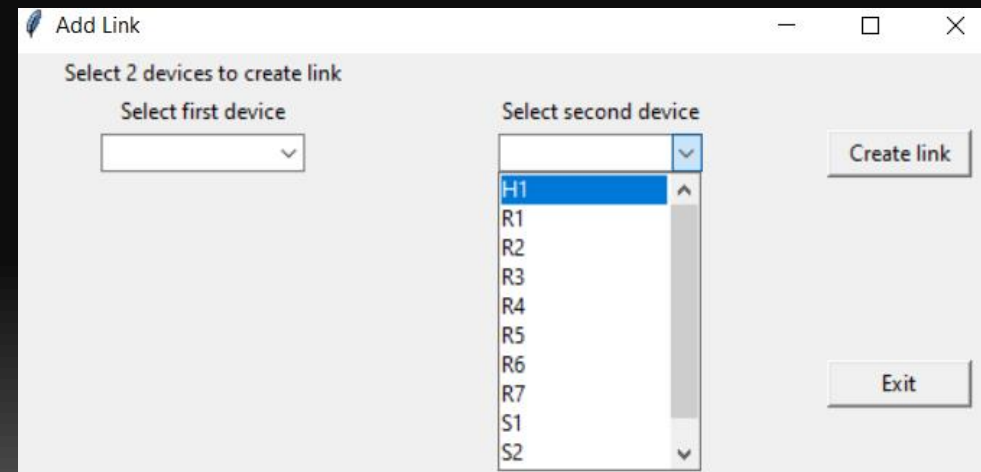 Add Link
Select 2 devices to create link
Select first device
Select second device
Create link
H1
R1
R2
R3
R4
R5
R6
R7
S1
S2
Exit